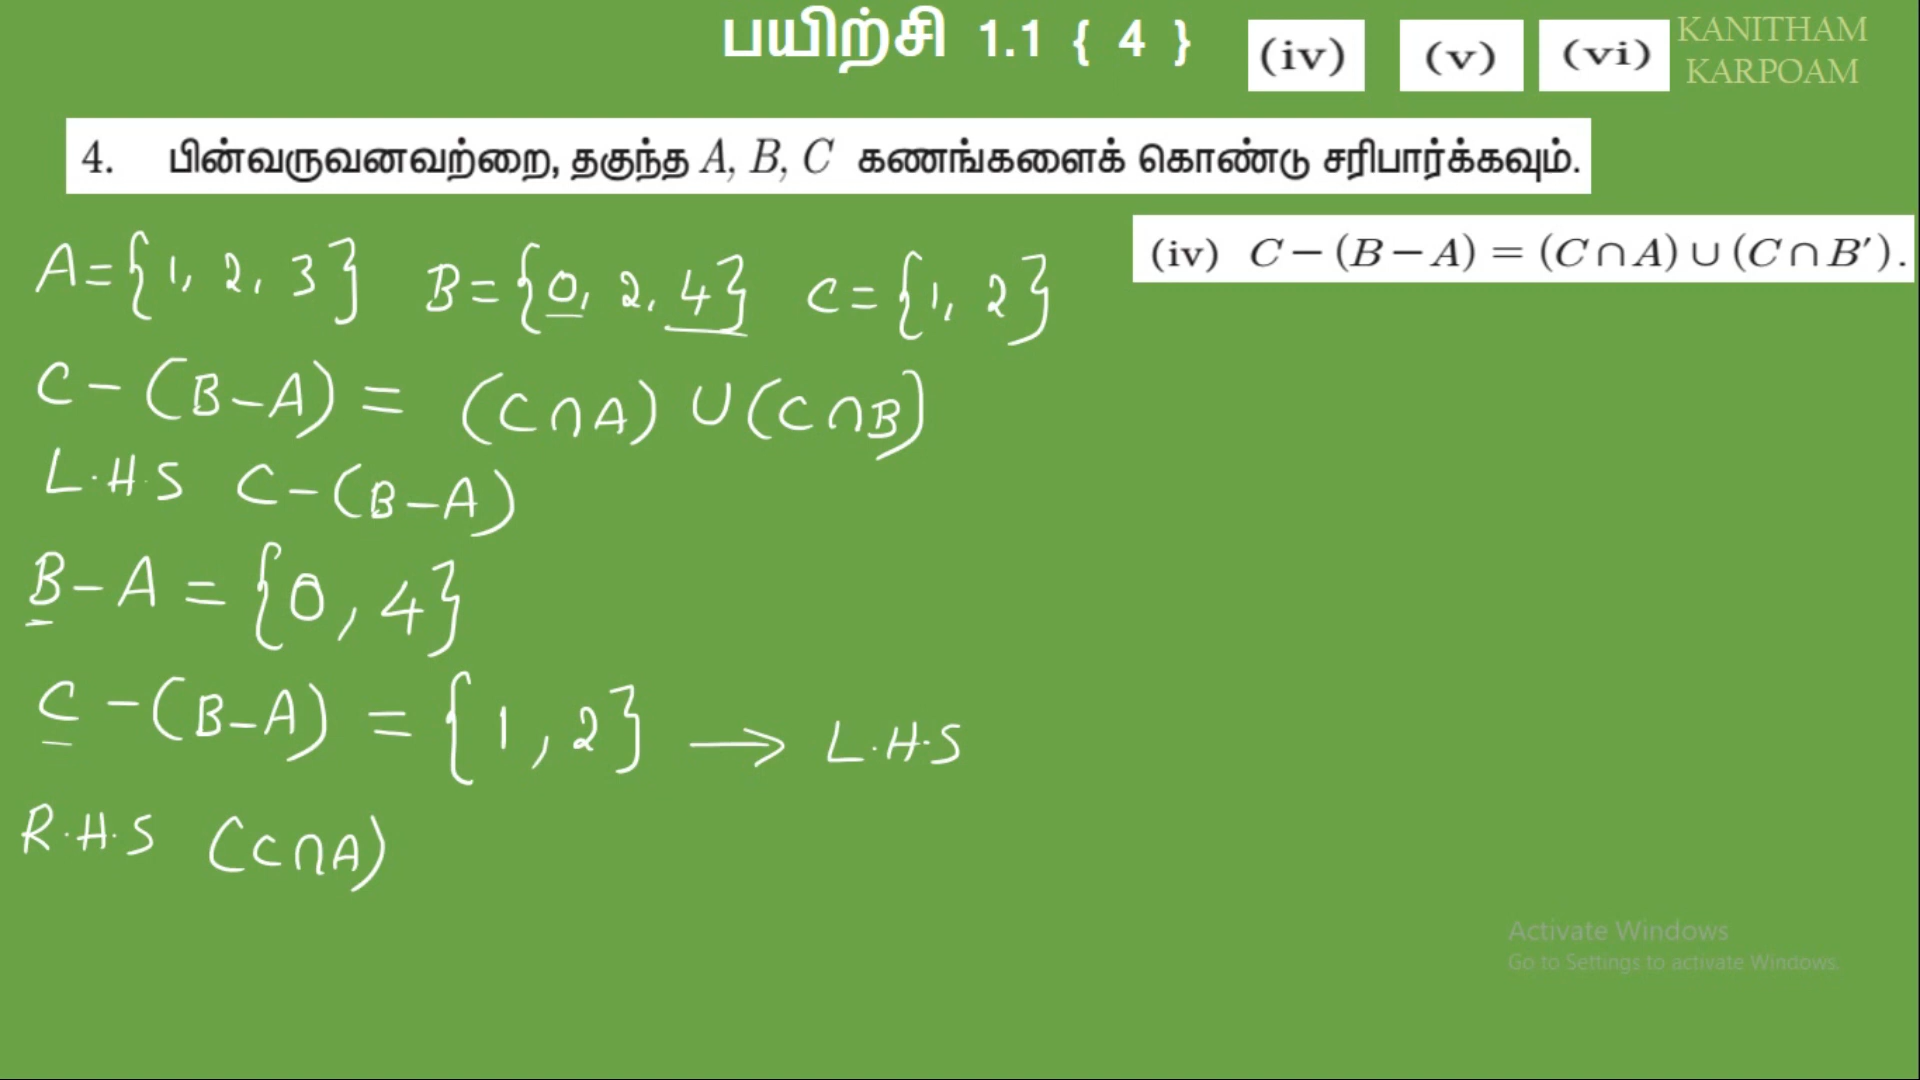 பயிற்சி 1.1 { 4 } (iv) (v) (vi)
KANITHAM
KARPOAM
4. பின்வருவனவற்றை, தகுந்த A, B, C கணங்களைக் கொண்டு சரிபார்க்கவும்.
(iv) C − (B − A) = (C ∩ A) ∪ (C ∩ B′).
A = {1, 2, 3} B = {0, 2, 4} C = {1, 2}
C − (B − A) = (C ∩ A) ∪ (C ∩ B)
L.H.S C − (B − A)
B − A = {0, 4}
C − (B − A) = {1, 2} → L.H.S
R.H.S (C ∩ A)
Activate Windows
Go to Settings to activate Windows.